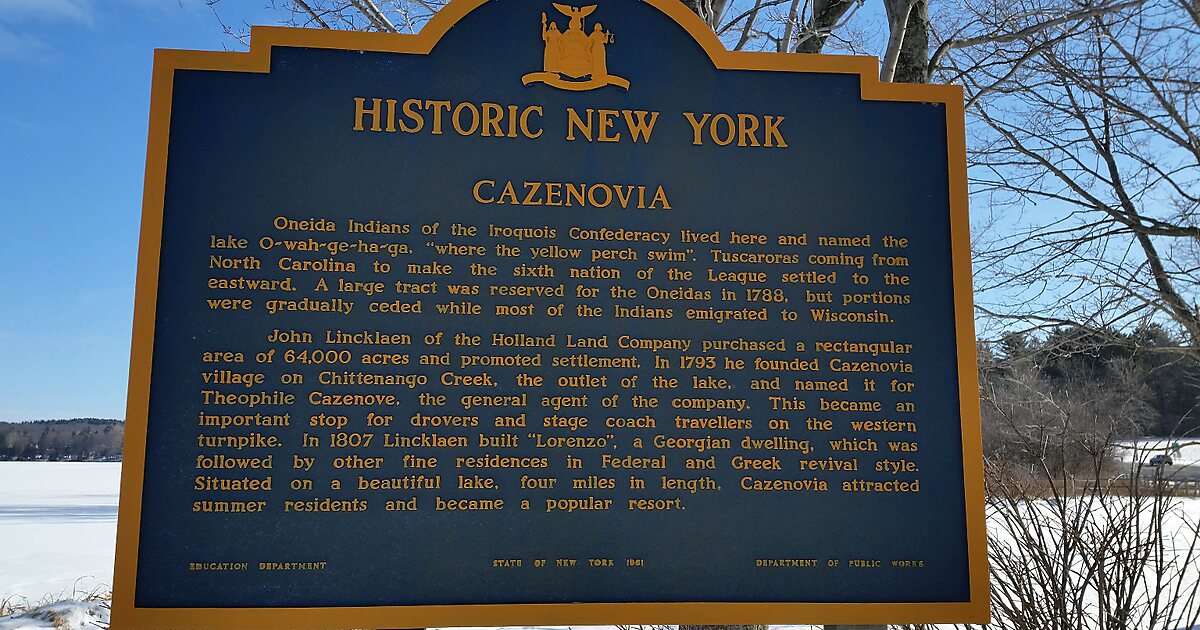 HISTORIC NEW YORK
CAZENOVIA
Oneida Indians of the Iroquois Confederacy lived here and named the
lake O-wah-ge-ha-ga, "where the yellow perch swim". Tuscaroras coming from
North Carolina to make the sixth nation of the League settled to the
eastward. A large tract was reserved for the Oneidas in 1788, but portions
were gradually ceded while most of the Indians emigrated to Wisconsin.
John Lincklaen of the Holland Land Company purchased a rectangular
area of 64,000 acres and promoted settlement. In 1793 he founded Cazenovia
village on Chittenango Creek, the outlet of the lake, and named it for
Theophile Cazenove, the general agent of the company. This became an
important stop for drovers and stage coach travellers on the western
turnpike. In 1807 Lincklaen built "Lorenzo", a Georgian dwelling, which was
followed by other fine residences in Federal and Greek revival style.
Situated on a beautiful lake, four miles in length, Cazenovia attracted
summer residents and became a popular resort.
EDUCATION DEPARTMENT STATE OF NEW YORK 1961 DEPARTMENT OF PUBLIC WORKS